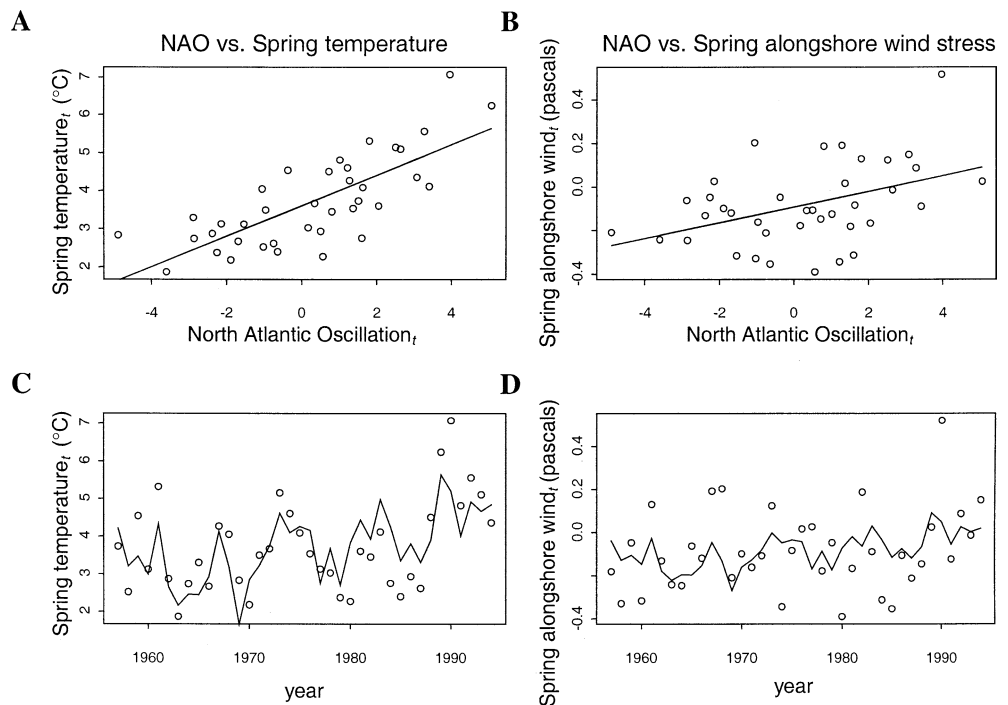 A
NAO vs. Spring temperature
Spring temperatureₜ (°C)
7
6
5
4
3
2
-4 -2 0 2 4
North Atlantic Oscillationₜ
B
NAO vs. Spring alongshore wind stress
Spring alongshore windₜ (pascals)
0.4
0.2
0.0
-0.4
-4 -2 0 2 4
North Atlantic Oscillationₜ
C
Spring temperatureₜ (°C)
7
6
5
4
3
2
1960 1970 1980 1990
year
D
Spring alongshore windₜ (pascals)
0.4
0.2
0.0
-0.4
1960 1970 1980 1990
year